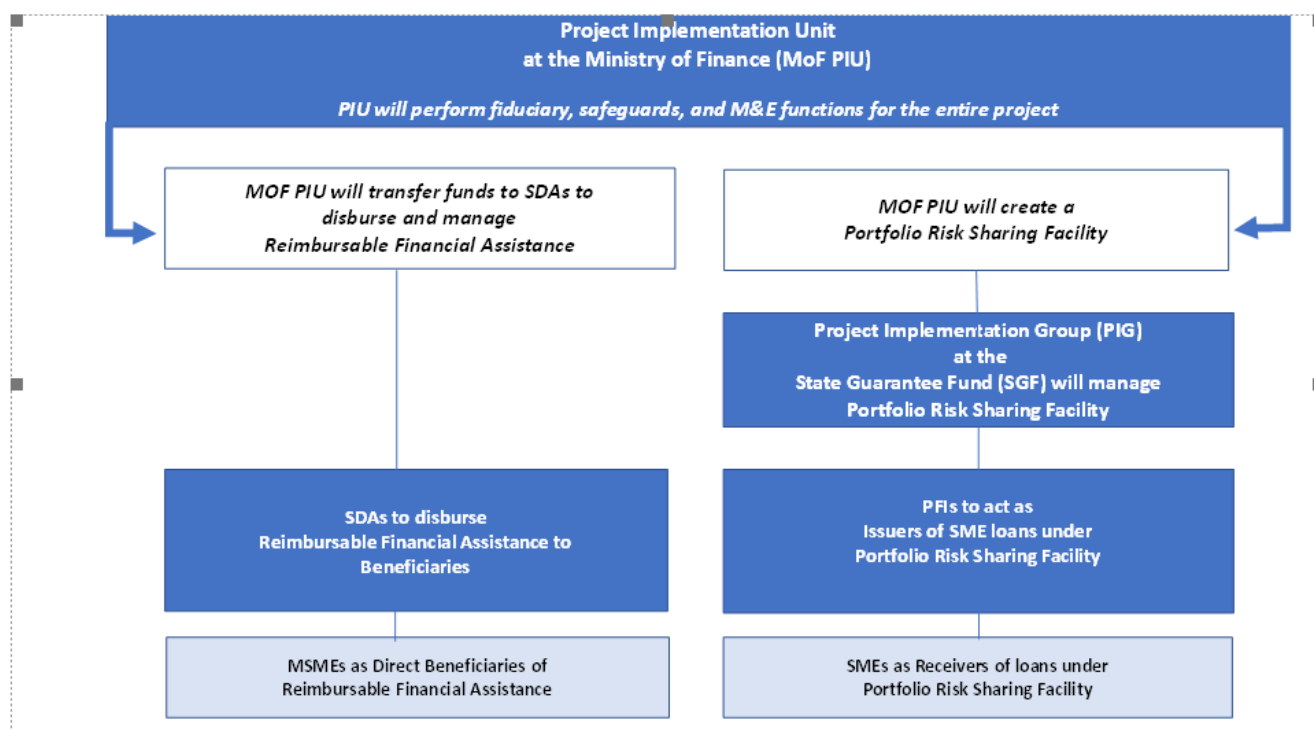 Project Implementation Unit
at the Ministry of Finance (MoF PIU)
PIU will perform fiduciary, safeguards, and M&E functions for the entire project
MOF PIU will transfer funds to SDAs to
disburse and manage
Reimbursable Financial Assistance
MOF PIU will create a
Portfolio Risk Sharing Facility
Project Implementation Group (PIG)
at the
State Guarantee Fund (SGF) will manage
Portfolio Risk Sharing Facility
SDAs to disburse
Reimbursable Financial Assistance to
Beneficiaries
PFIs to act as
Issuers of SME loans under
Portfolio Risk Sharing Facility
MSMEs as Direct Beneficiaries of
Reimbursable Financial Assistance
SMEs as Receivers of loans under
Portfolio Risk Sharing Facility